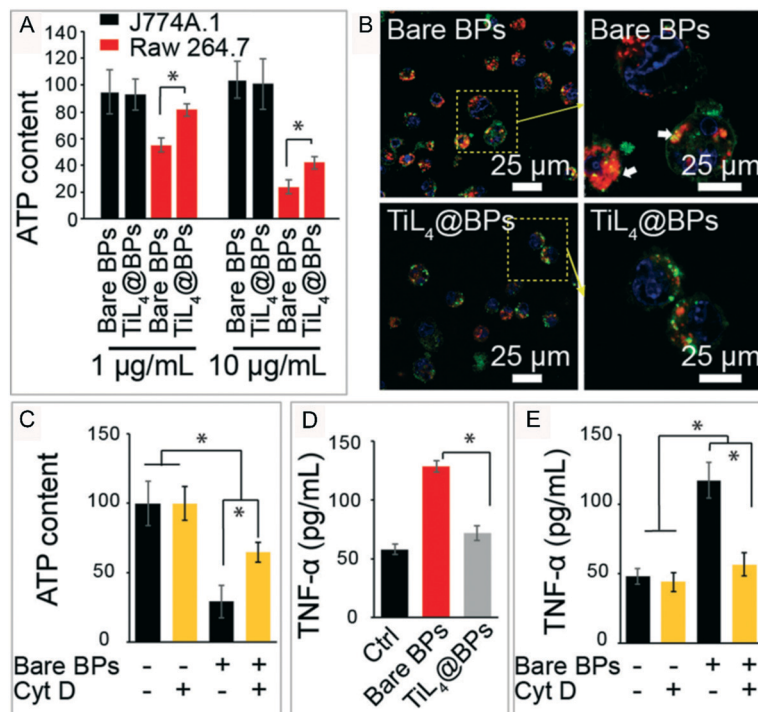 A
J774A.1
Raw 264.7
*
*
ATP content
140
120
100
80
60
40
20
0
Bare BPs
TiL4@BPs
Bare BPs
TiL4@BPs
Bare BPs
TiL4@BPs
Bare BPs
TiL4@BPs
1 µg/mL
10 µg/mL
B
Bare BPs
25 µm
25 µm
TiL4@BPs
TiL4@BPs
25 µm
25 µm
C
*
*
ATP content
150
100
50
0
Bare BPs - - + +
Cyt D - + - +
D
*
TNF-α (pg/mL)
150
100
50
0
Ctrl
Bare BPs
TiL4@BPs
E
*
*
TNF-α (pg/mL)
150
100
50
0
Bare BPs - - + +
Cyt D - + - +